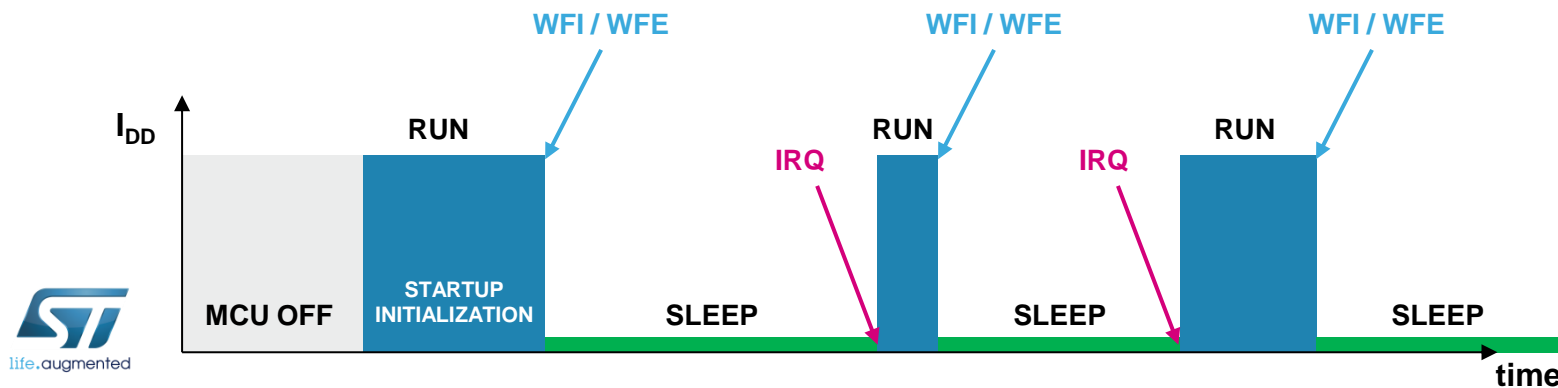 WFI / WFE
WFI / WFE
WFI / WFE
IDD
RUN
RUN
RUN
IRQ
IRQ
MCU OFF
STARTUP
INITIALIZATION
SLEEP
SLEEP
SLEEP
life.augmented
time